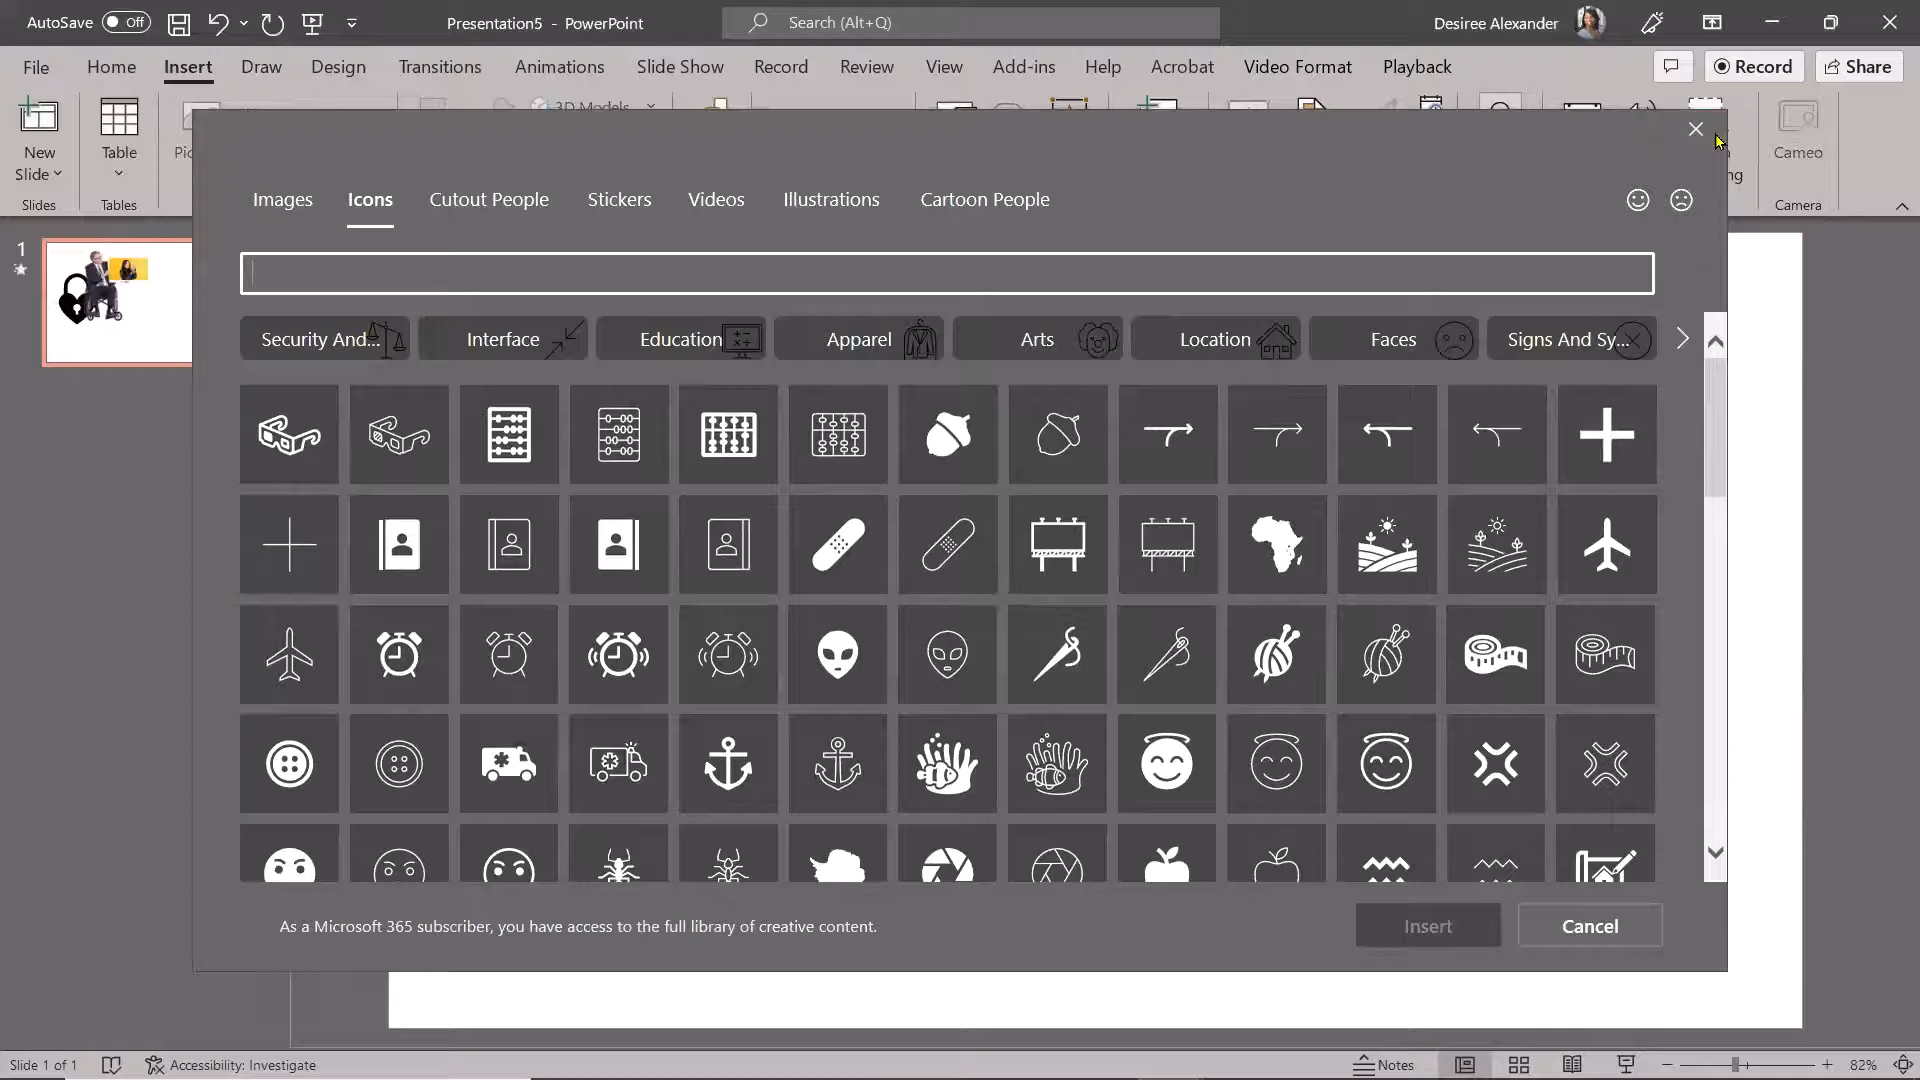 AutoSave Off Presentation5 - PowerPoint Search (Alt+Q) Desiree Alexander
File Home Insert Draw Design Transitions Animations Slide Show Record Review View Add-ins Help Acrobat Video Format Playback Record Share
3D Models
New
Slide
Table
Cameo
Slides Tables Camera
Images Icons Cutout People Stickers Videos Illustrations Cartoon People
1
Security And... Interface Education Apparel Arts Location Faces Signs And Sy...
As a Microsoft 365 subscriber, you have access to the full library of creative content.
Insert Cancel
Slide 1 of 1 Accessibility: Investigate Notes 82%